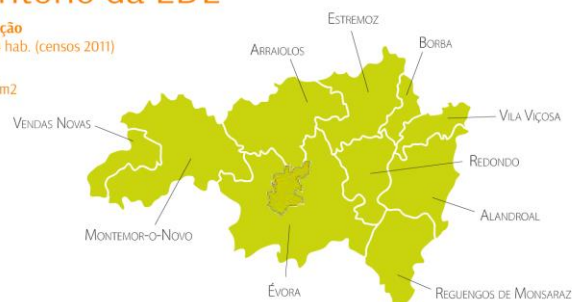 ção
hab. (censos 2011)
m2
ESTREMOZ
BORBA
ARRAIOLOS
VILA VIÇOSA
VENDAS NOVAS
REDONDO
ALANDROAL
MONTEMOR-O-NOVO
ÉVORA
REGUENGOS DE MONSARAZ